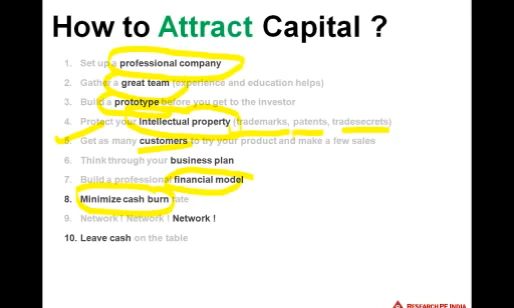 How to Attract Capital ?
1. Set up a professional company
2. Gather a great team (experience and education helps)
3. Build a prototype before you get to the investor
4. Protect your intellectual property (trademarks, patents, tradesecrets)
5. Get as many customers to try your product and make a few sales
6. Think through your business plan
7. Build a professional financial model
8. Minimize cash burn rate
9. Network ! Network ! Network !
10. Leave cash on the table
RESEARCH PE INDIA